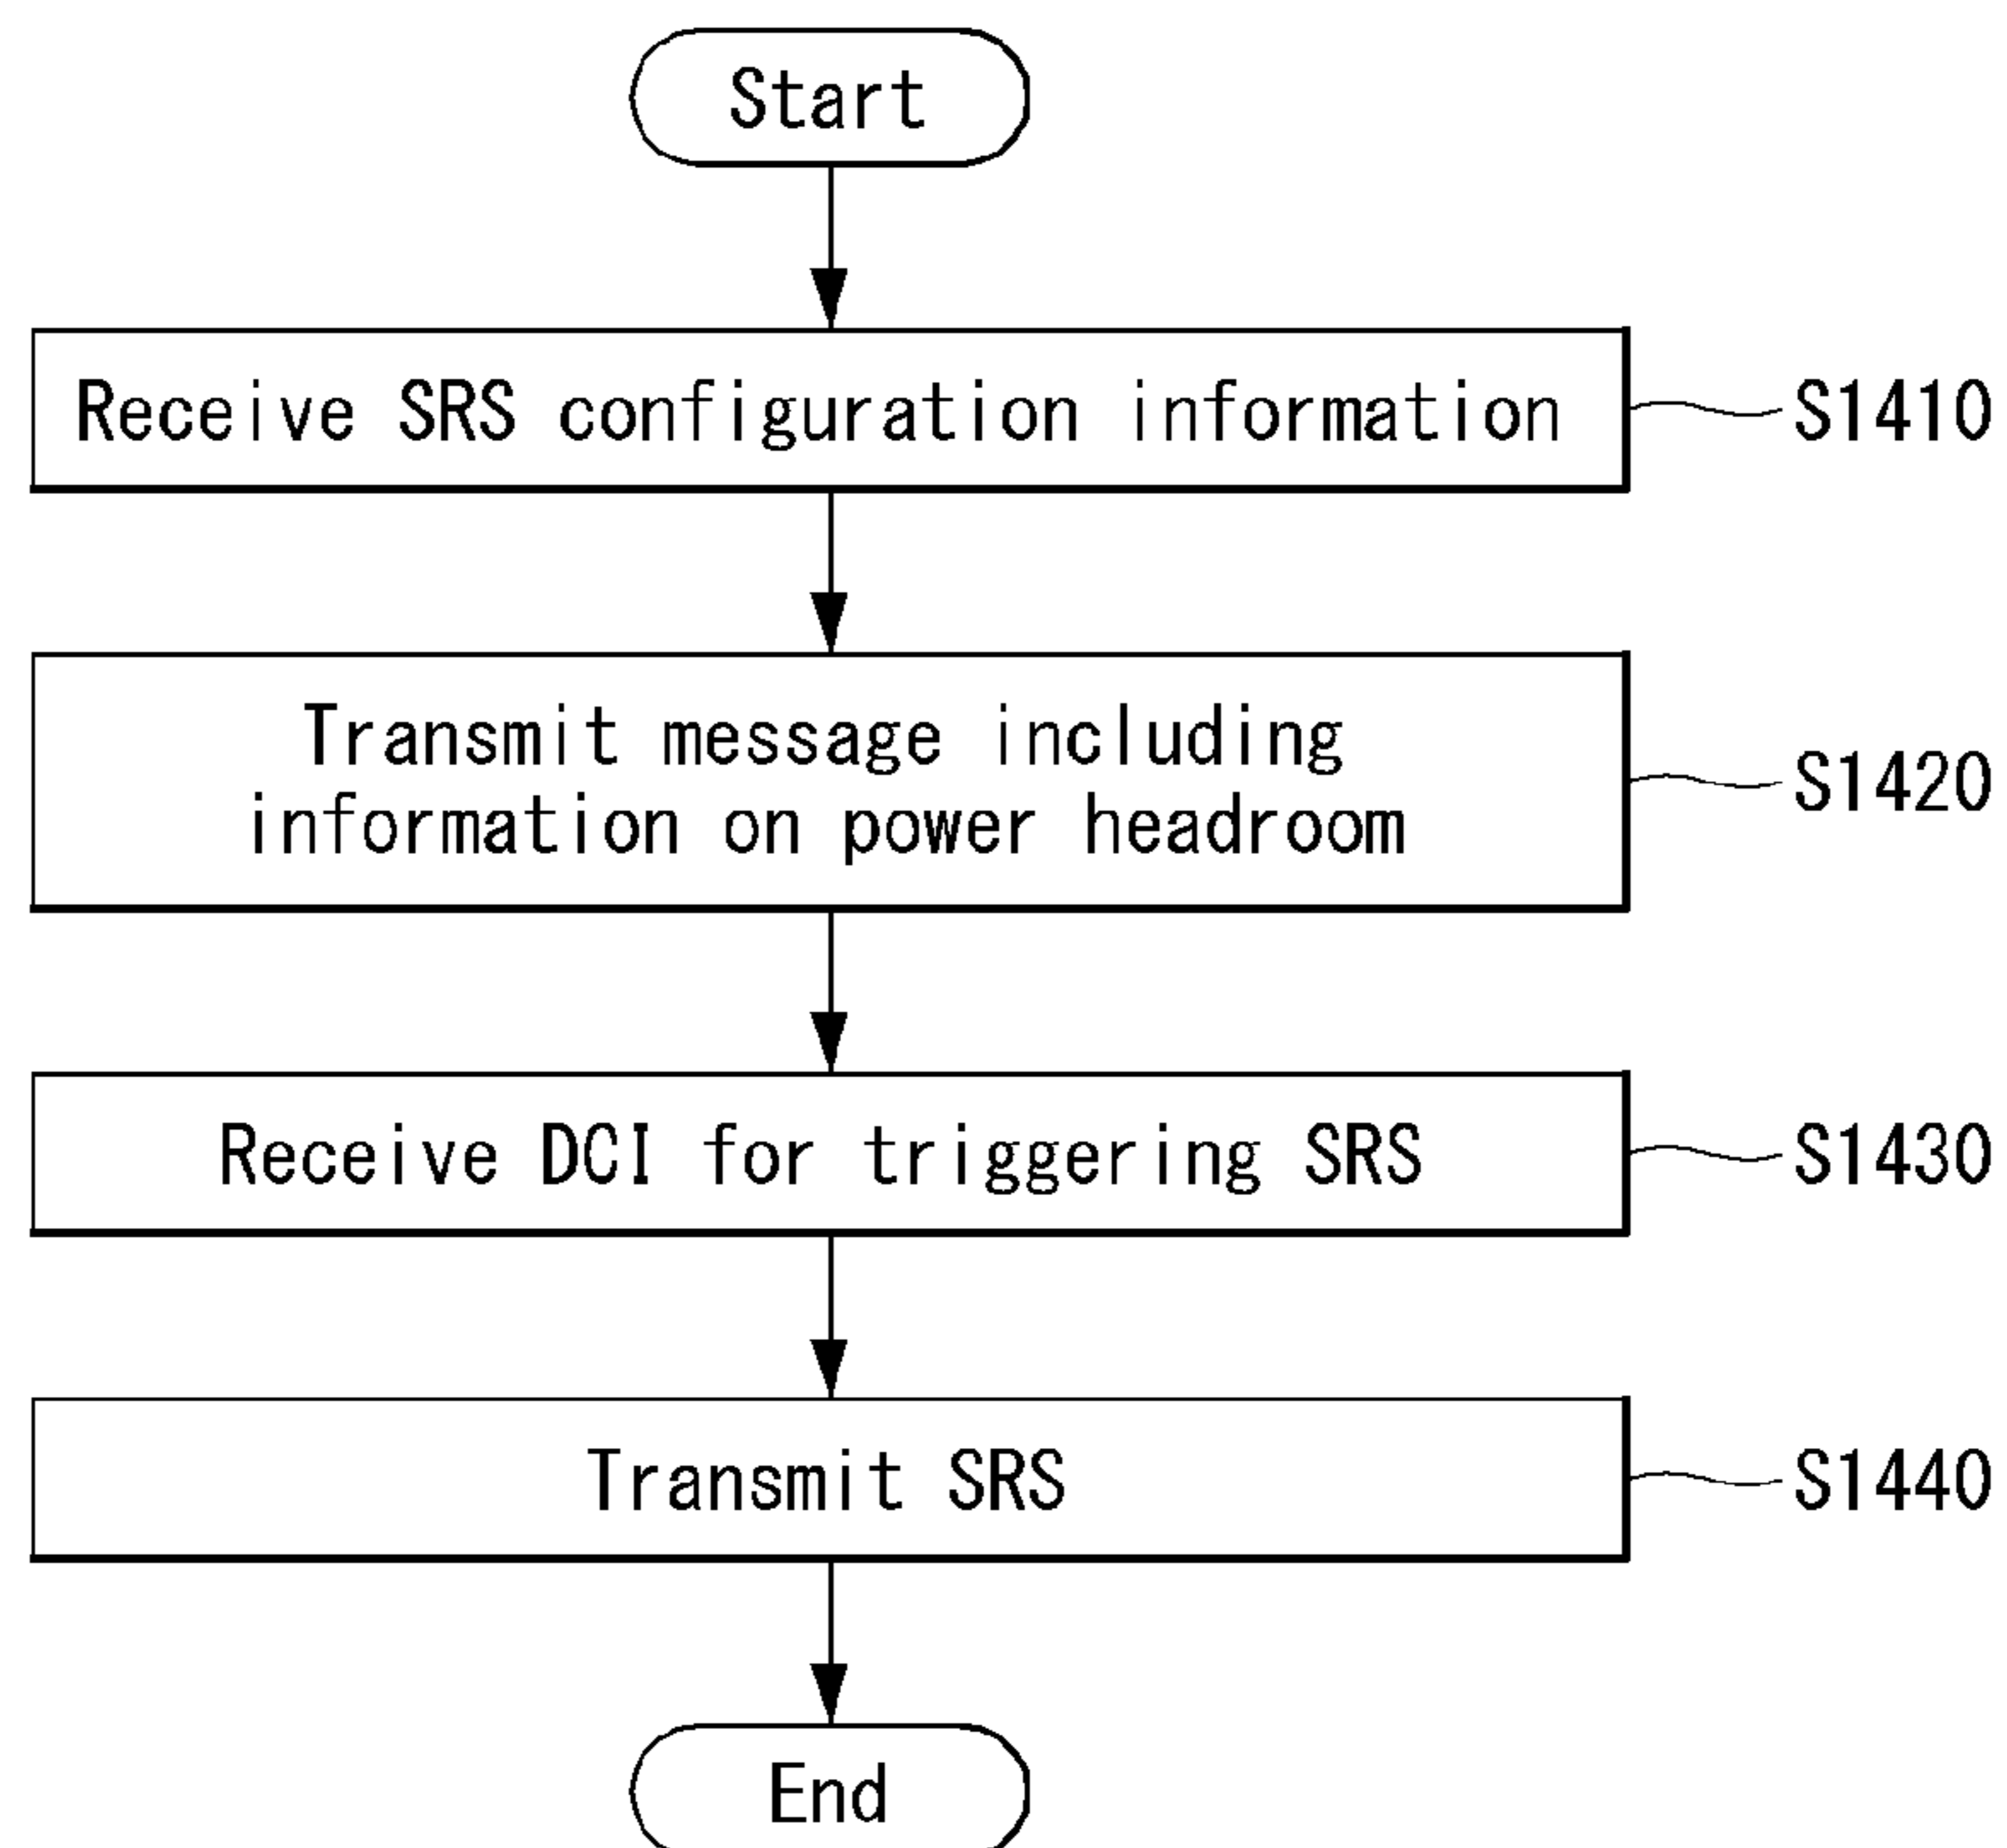 Start
Receive SRS configuration information
S1410
Transmit message including
information on power headroom
S1420
Receive DCI for triggering SRS
S1430
Transmit SRS
S1440
End